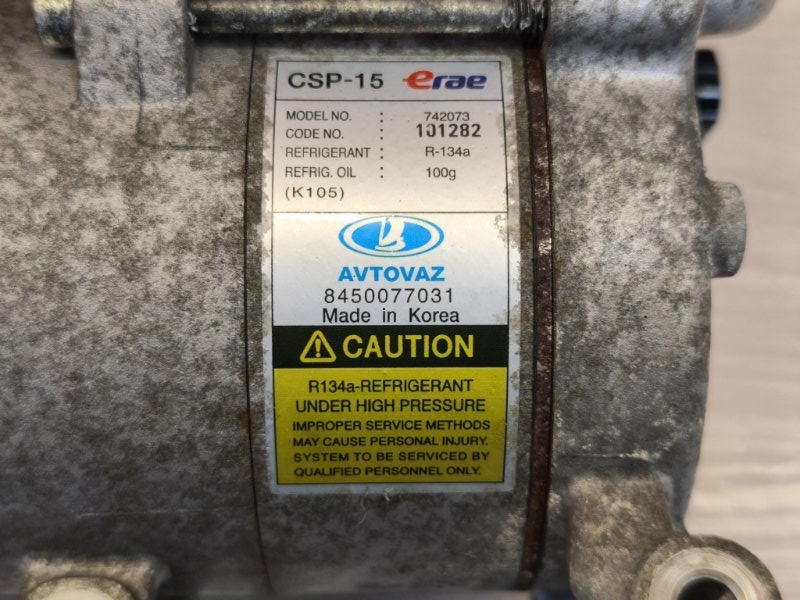 CSP-15 erae
MODEL NO. : 742073
CODE NO. : 101282
REFRIGERANT : R-134a
REFRIG. OIL : 100g
(K105)
AVTOVAZ
8450077031
Made in Korea
CAUTION
R134a-REFRIGERANT
UNDER HIGH PRESSURE
IMPROPER SERVICE METHODS
MAY CAUSE PERSONAL INJURY.
SYSTEM TO BE SERVICED BY
QUALIFIED PERSONNEL ONLY.